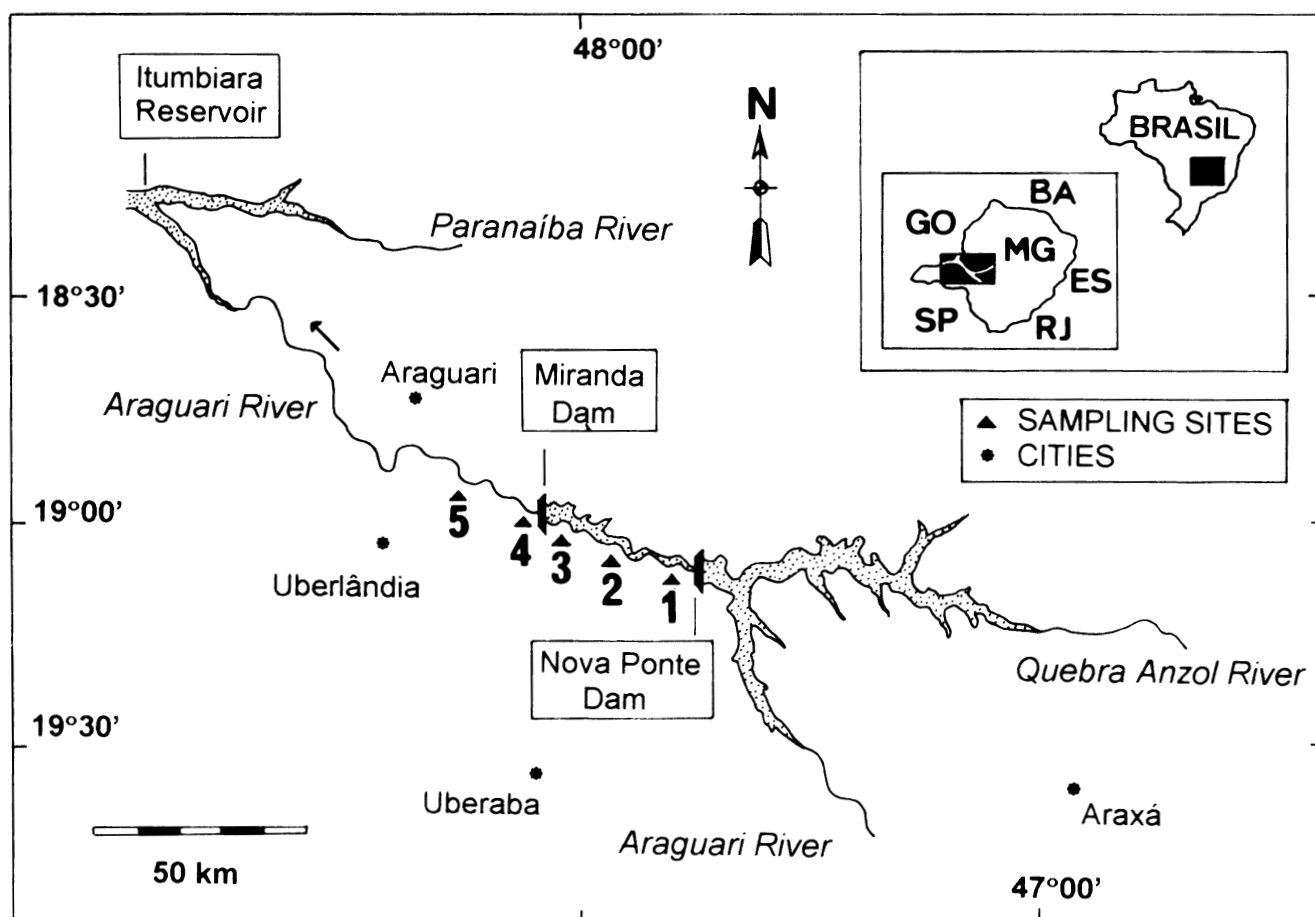 48°00'
Itumbiara
Reservoir
N
BRASIL
BA
GO
MG
ES
SP
RJ
Paranaíba River
18°30'
Araguari
Miranda
Dam
Araguari River
SAMPLING SITES
CITIES
19°00'
5
4
3
2
1
Uberlândia
Nova Ponte
Dam
Quebra Anzol River
19°30'
Uberaba
Araxá
Araguari River
50 km
47°00'